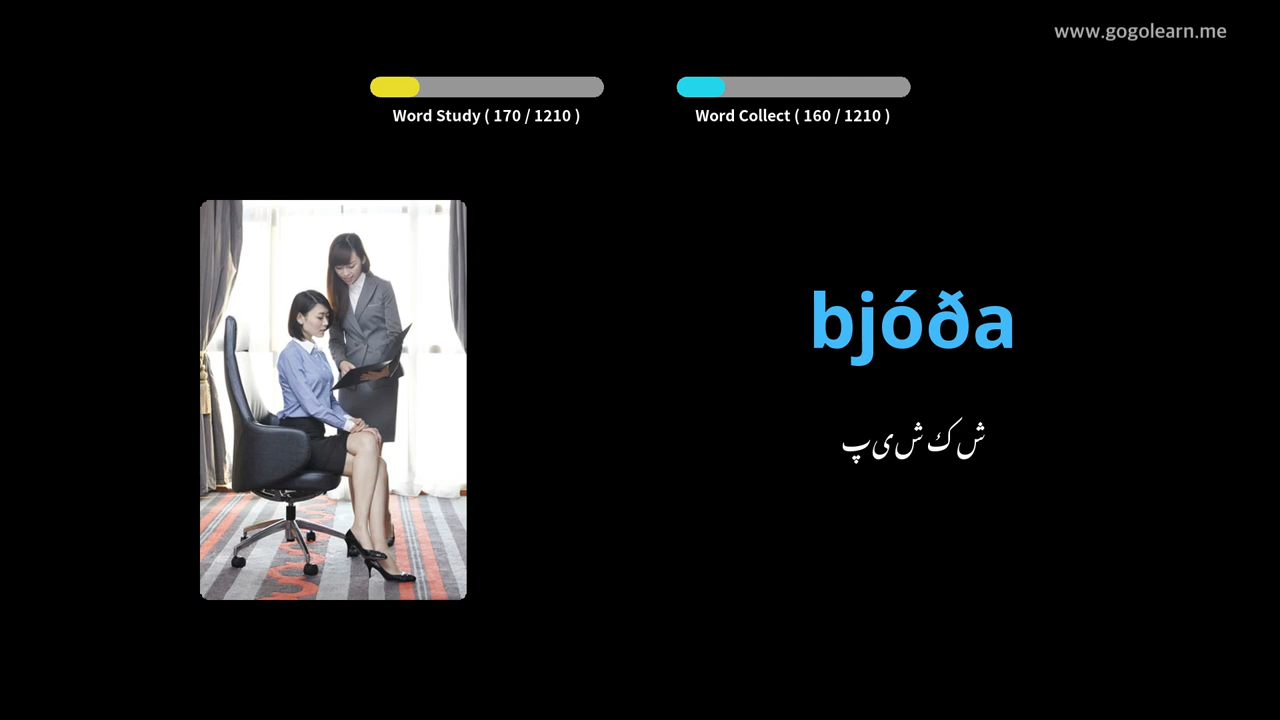 www.gogolearn.me
Word Study ( 170 / 1210 )
Word Collect ( 160 / 1210 )
bjóða
ش ک ش ی پ